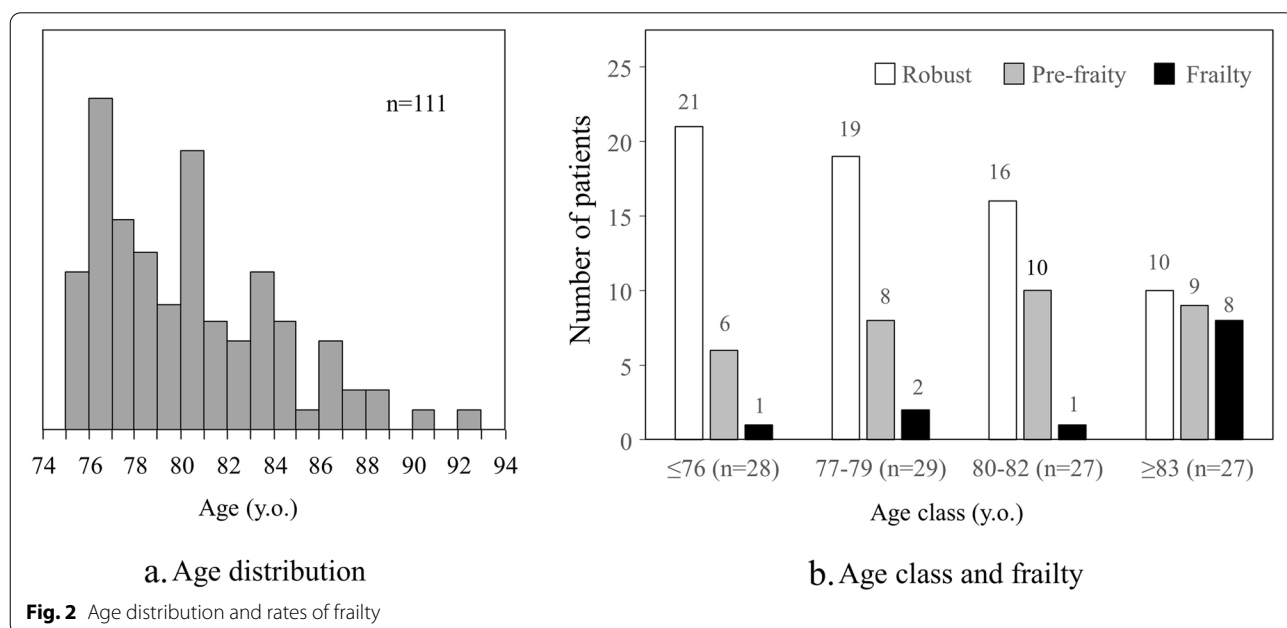 n=111
74 76 78 80 82 84 86 88 90 92 94
Age (y.o.)
a. Age distribution
Robust Pre-fraity Frailty
Number of patients
25
20
15
10
5
0
21 6 1
19 8 2
16 10 1
10 9 8
≤76 (n=28) 77-79 (n=29) 80-82 (n=27) ≥83 (n=27)
Age class (y.o.)
b. Age class and frailty
Fig. 2 Age distribution and rates of frailty